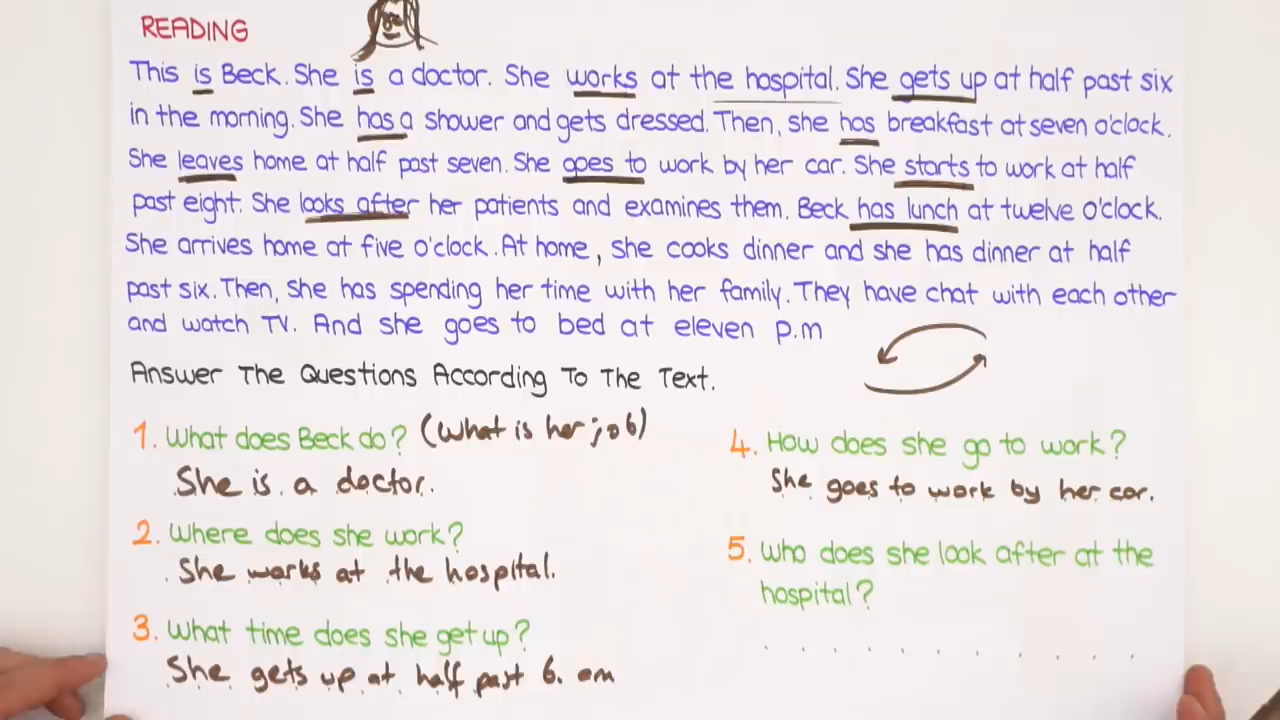 READING
This is Beck. She is a doctor. She works at the hospital. She gets up at half past six
in the morning. She has a shower and gets dressed. Then, she has breakfast at seven o'clock.
She leaves home at half past seven. She goes to work by her car. She starts to work at half
past eight. She looks after her patients and examines them. Beck has lunch at twelve o'clock.
She arrives home at five o'clock. At home, she cooks dinner and she has dinner at half
past six. Then, she has spending her time with her family. They have chat with each other
and watch TV. And she goes to bed at eleven p.m
Answer The Questions According To The Text.
1. What does Beck do? (What is her job)
She is a doctor.
2. Where does she work?
She works at the hospital.
3. What time does she get up?
She gets up at half past 6. am
4. How does she go to work?
She goes to work by her car.
5. Who does she look after at the
hospital?